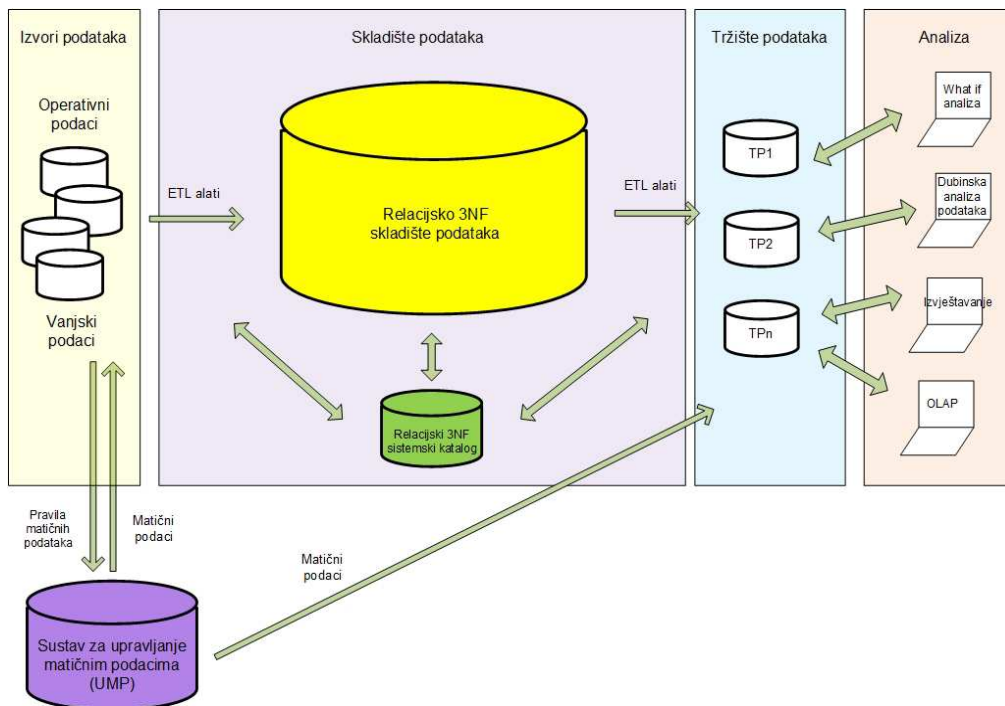 Izvori podataka
Operativni
podaci
Vanjski
podaci
ETL alati
Skladište podataka
Relacijsko 3NF
skladište podataka
Relacijski 3NF
sistemski katalog
ETL alati
Tržište podataka
TP1
TP2
TPn
Analiza
What if
analiza
Dubinska
analiza
podataka
Izvještavanje
OLAP
Pravila
matičnih
podataka
Matični
podaci
Matični
podaci
Sustav za upravljanje
matičnim podacima
(UMP)